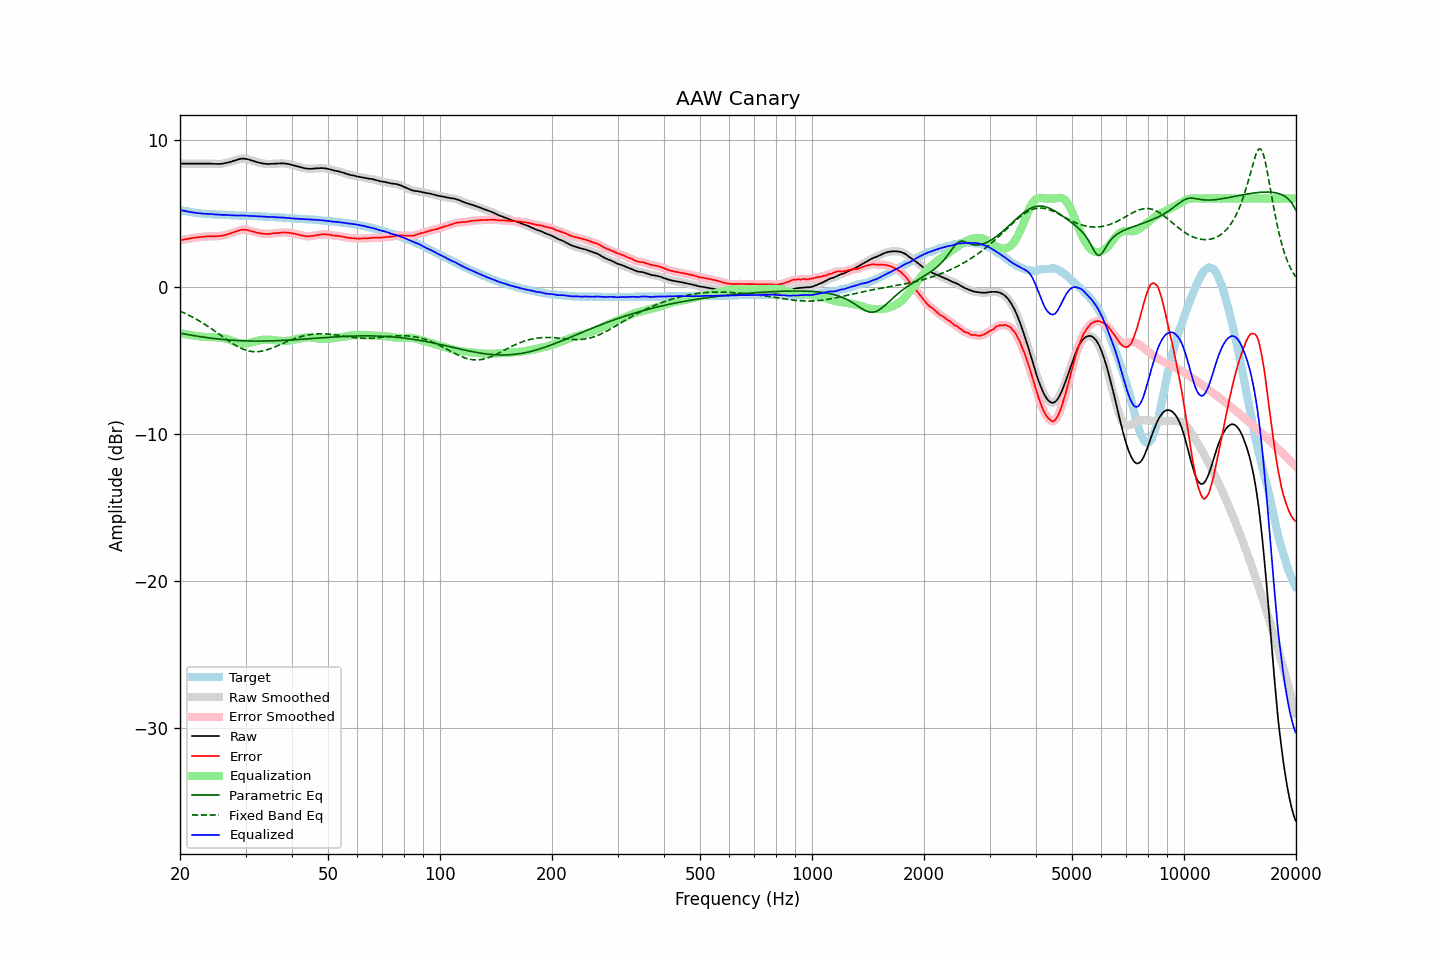 AAW Canary
10
0
−10
−20
−30
Amplitude (dBr)
Target
Raw Smoothed
Error Smoothed
Raw
Error
Equalization
Parametric Eq
Fixed Band Eq
Equalized
20 50 100 200 500 1000 2000 5000 10000 20000
Frequency (Hz)